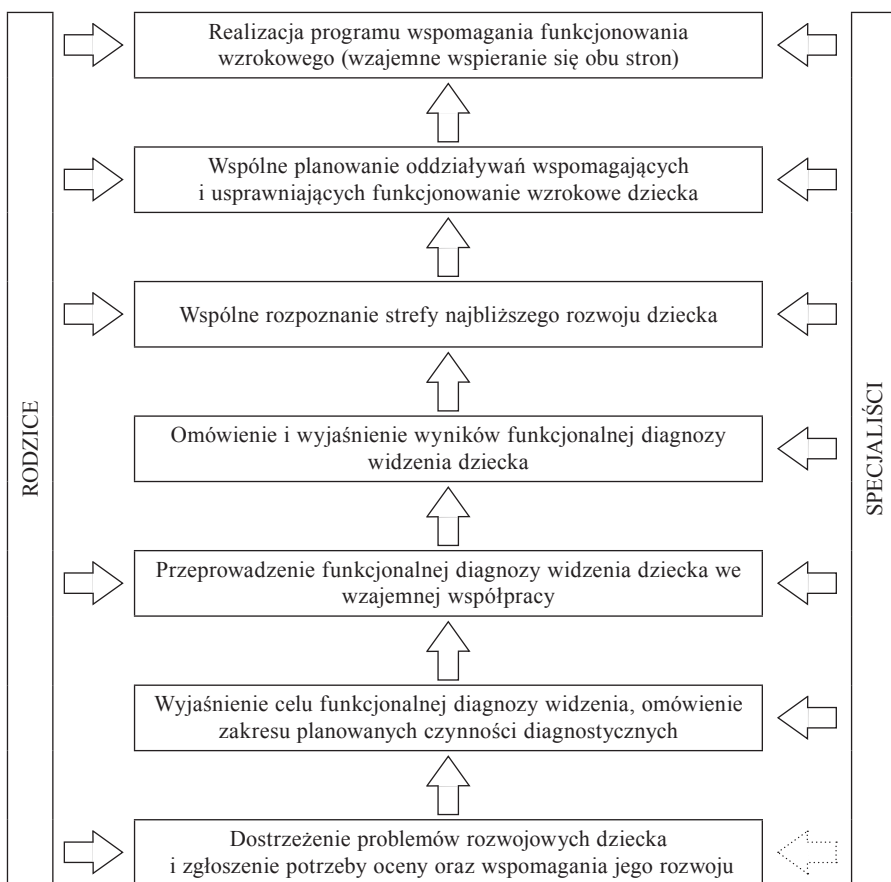 Realizacja programu wspomagania funkcjonowania
wzrokowego (wzajemne wspieranie się obu stron)
Wspólne planowanie oddziaływań wspomagających
i usprawniających funkcjonowanie wzrokowe dziecka
Wspólne rozpoznanie strefy najbliższego rozwoju dziecka
Omówienie i wyjaśnienie wyników funkcjonalnej diagnozy
widzenia dziecka
Przeprowadzenie funkcjonalnej diagnozy widzenia dziecka we
wzajemnej współpracy
Wyjaśnienie celu funkcjonalnej diagnozy widzenia, omówienie
zakresu planowanych czynności diagnostycznych
Dostrzeżenie problemów rozwojowych dziecka
i zgłoszenie potrzeby oceny oraz wspomagania jego rozwoju
RODZICE
SPECJALIŚCI